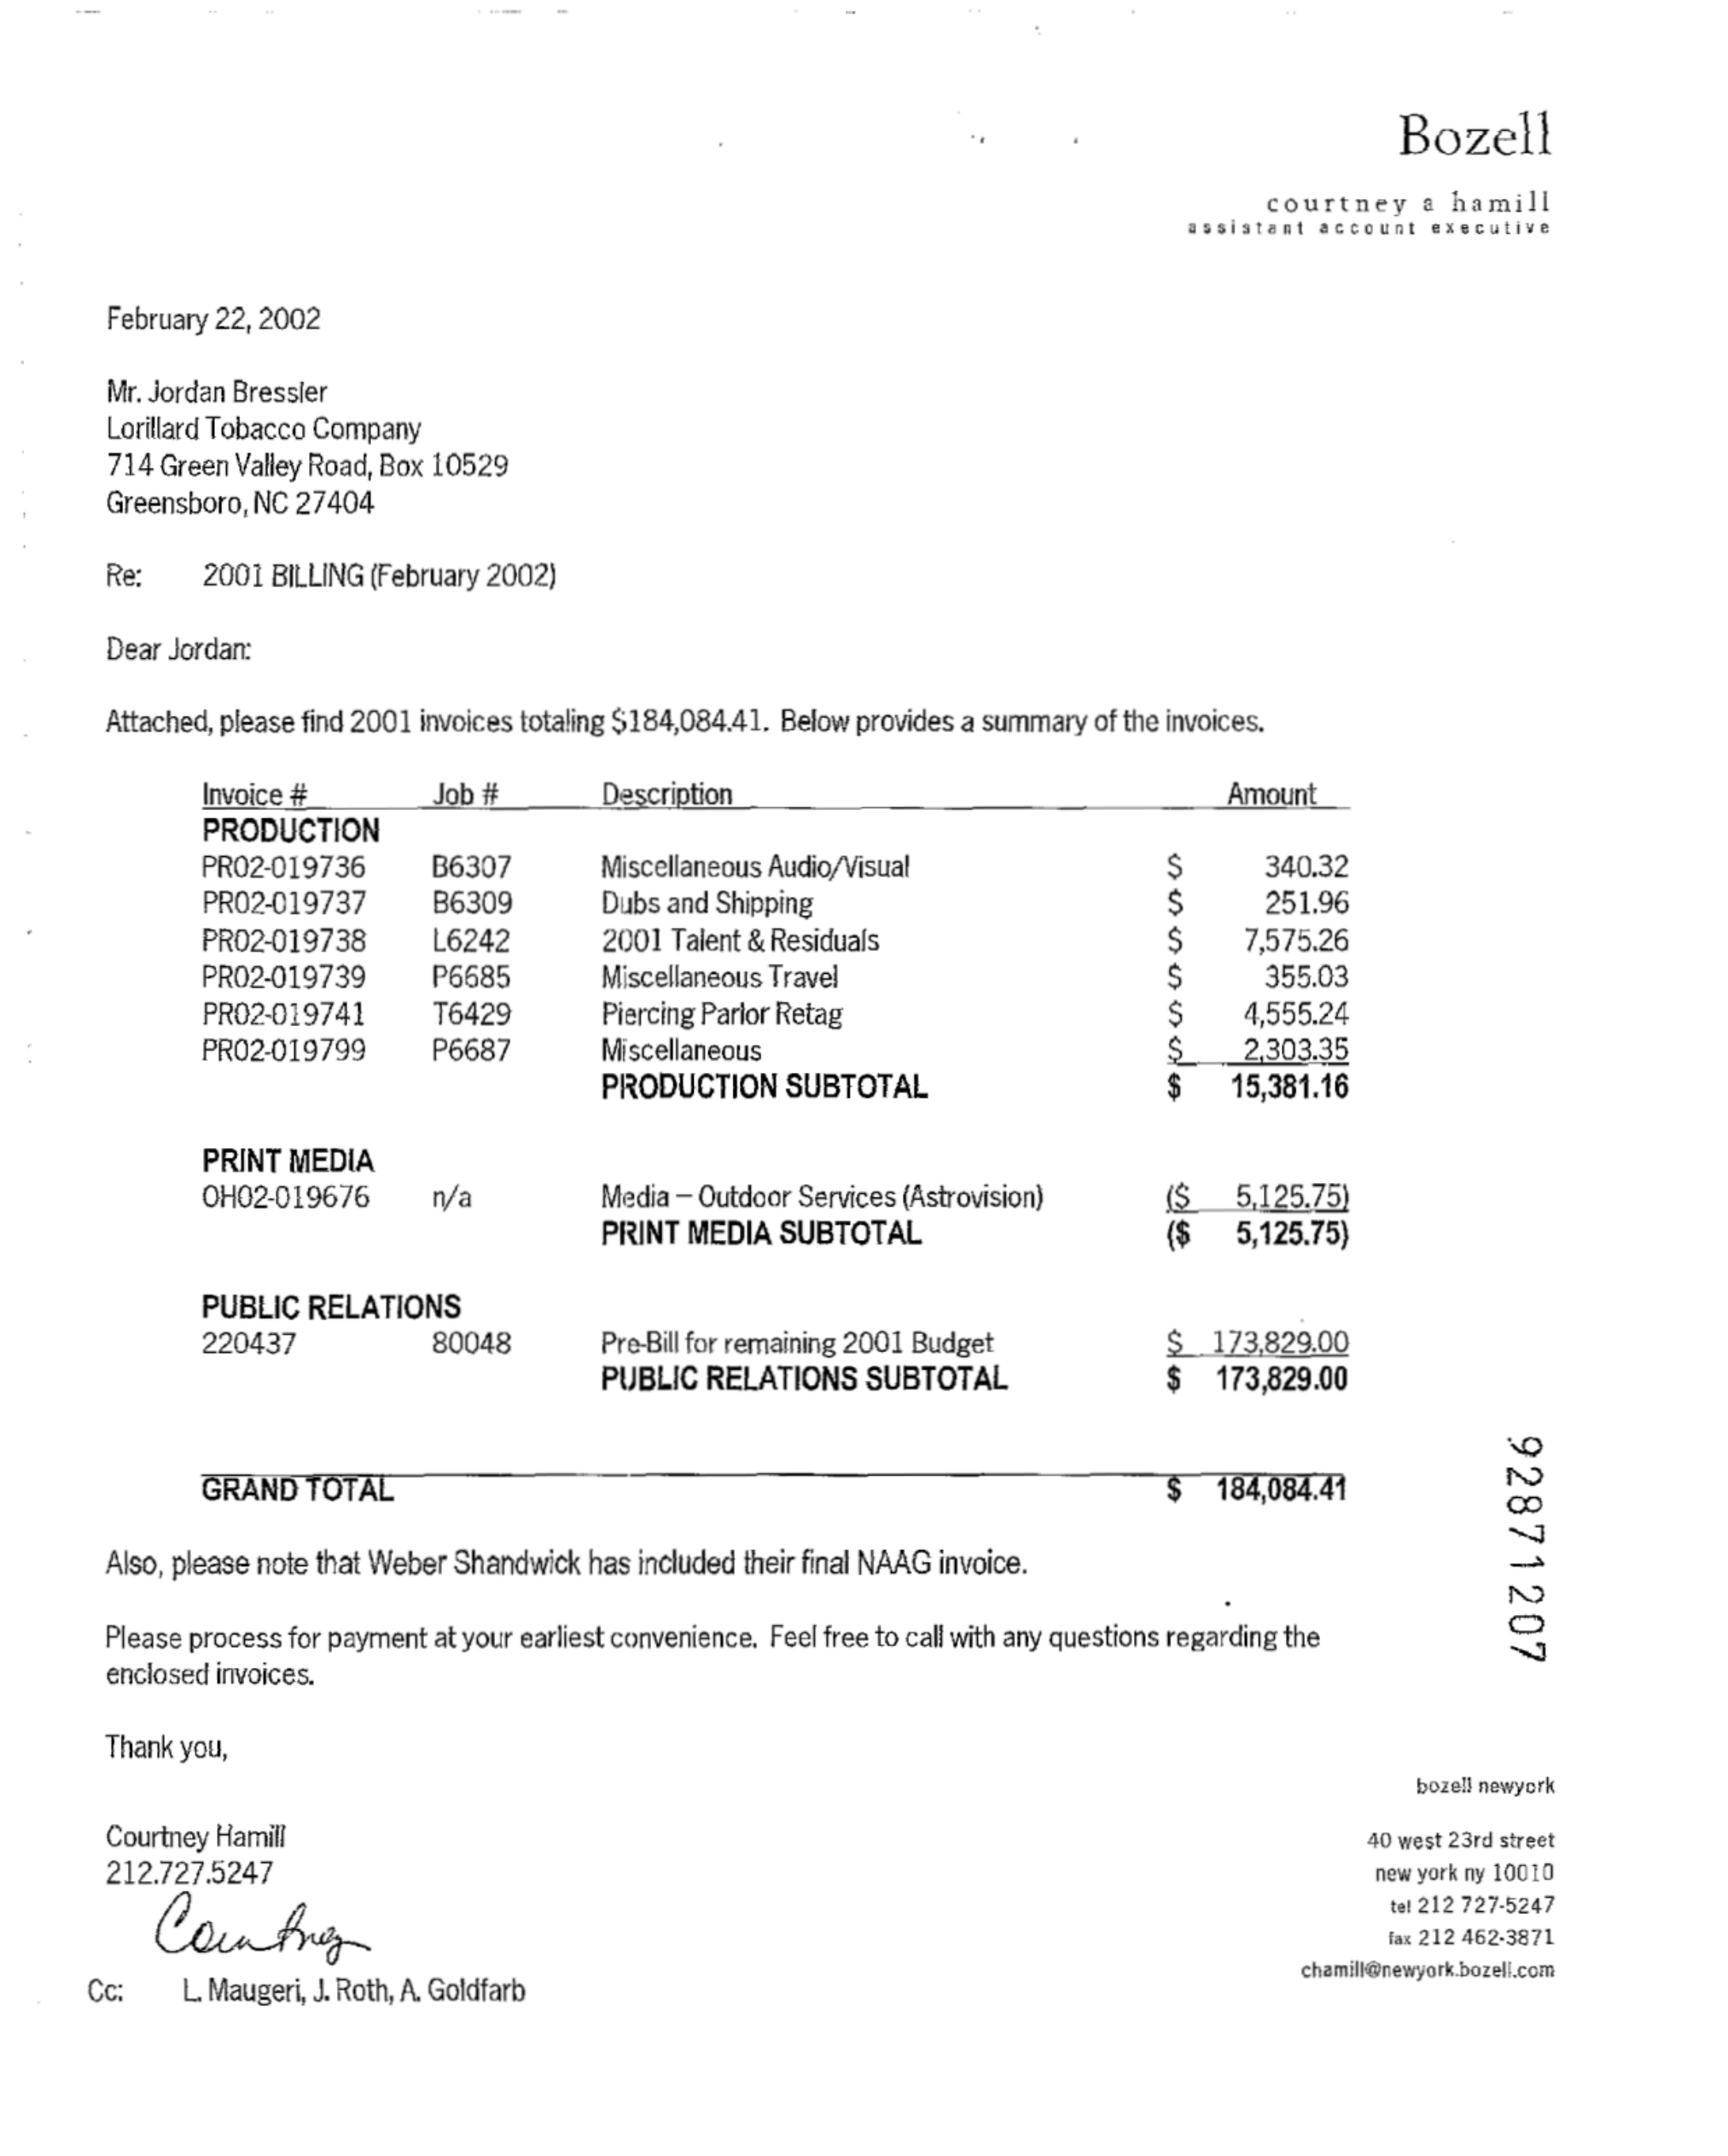 Bozell
courtney a hamill
assistant account executive
February 22, 2002
Mr. Jordan Bressler
Lorillard Tobacco Company
714 Green Valley Road, Box 10529
Greensboro, NC 27404
Re: 2001 BILLING (February 2002)
Dear Jordan:
Attached, please find 2001 invoices totaling $184,084.41. Below provides a summary of the invoices.
Invoice # Job # Description Amount
PRODUCTION
PR02-019736 B6307 Miscellaneous Audio/Visual $ 340.32
PR02-019737 B6309 Dubs and Shipping $ 251.96
PR02-019738 L6242 2001 Talent & Residuals $ 7,575.26
PR02-019739 P6685 Miscellaneous Travel $ 355.03
PR02-019741 T6429 Piercing Parlor Retag $ 4,555.24
PR02-019799 P6687 Miscellaneous $ 2,303.35
PRODUCTION SUBTOTAL $ 15,381.16
PRINT MEDIA
OH02-019676 n/a Media – Outdoor Services (Astrovision) ($ 5,125.75)
PRINT MEDIA SUBTOTAL ($ 5,125.75)
PUBLIC RELATIONS
220437 80048 Pre-Bill for remaining 2001 Budget $ 173,829.00
PUBLIC RELATIONS SUBTOTAL $ 173,829.00
GRAND TOTAL $ 184,084.41
Also, please note that Weber Shandwick has included their final NAAG invoice.
Please process for payment at your earliest convenience. Feel free to call with any questions regarding the
enclosed invoices.
Thank you,
Courtney Hamill
212.727.5247
Courtney
Cc: L. Maugeri, J. Roth, A. Goldfarb
92871207
bozell newyork
40 west 23rd street
new york ny 10010
tel 212 727-5247
fax 212 462-3871
chamill@newyork.bozell.com